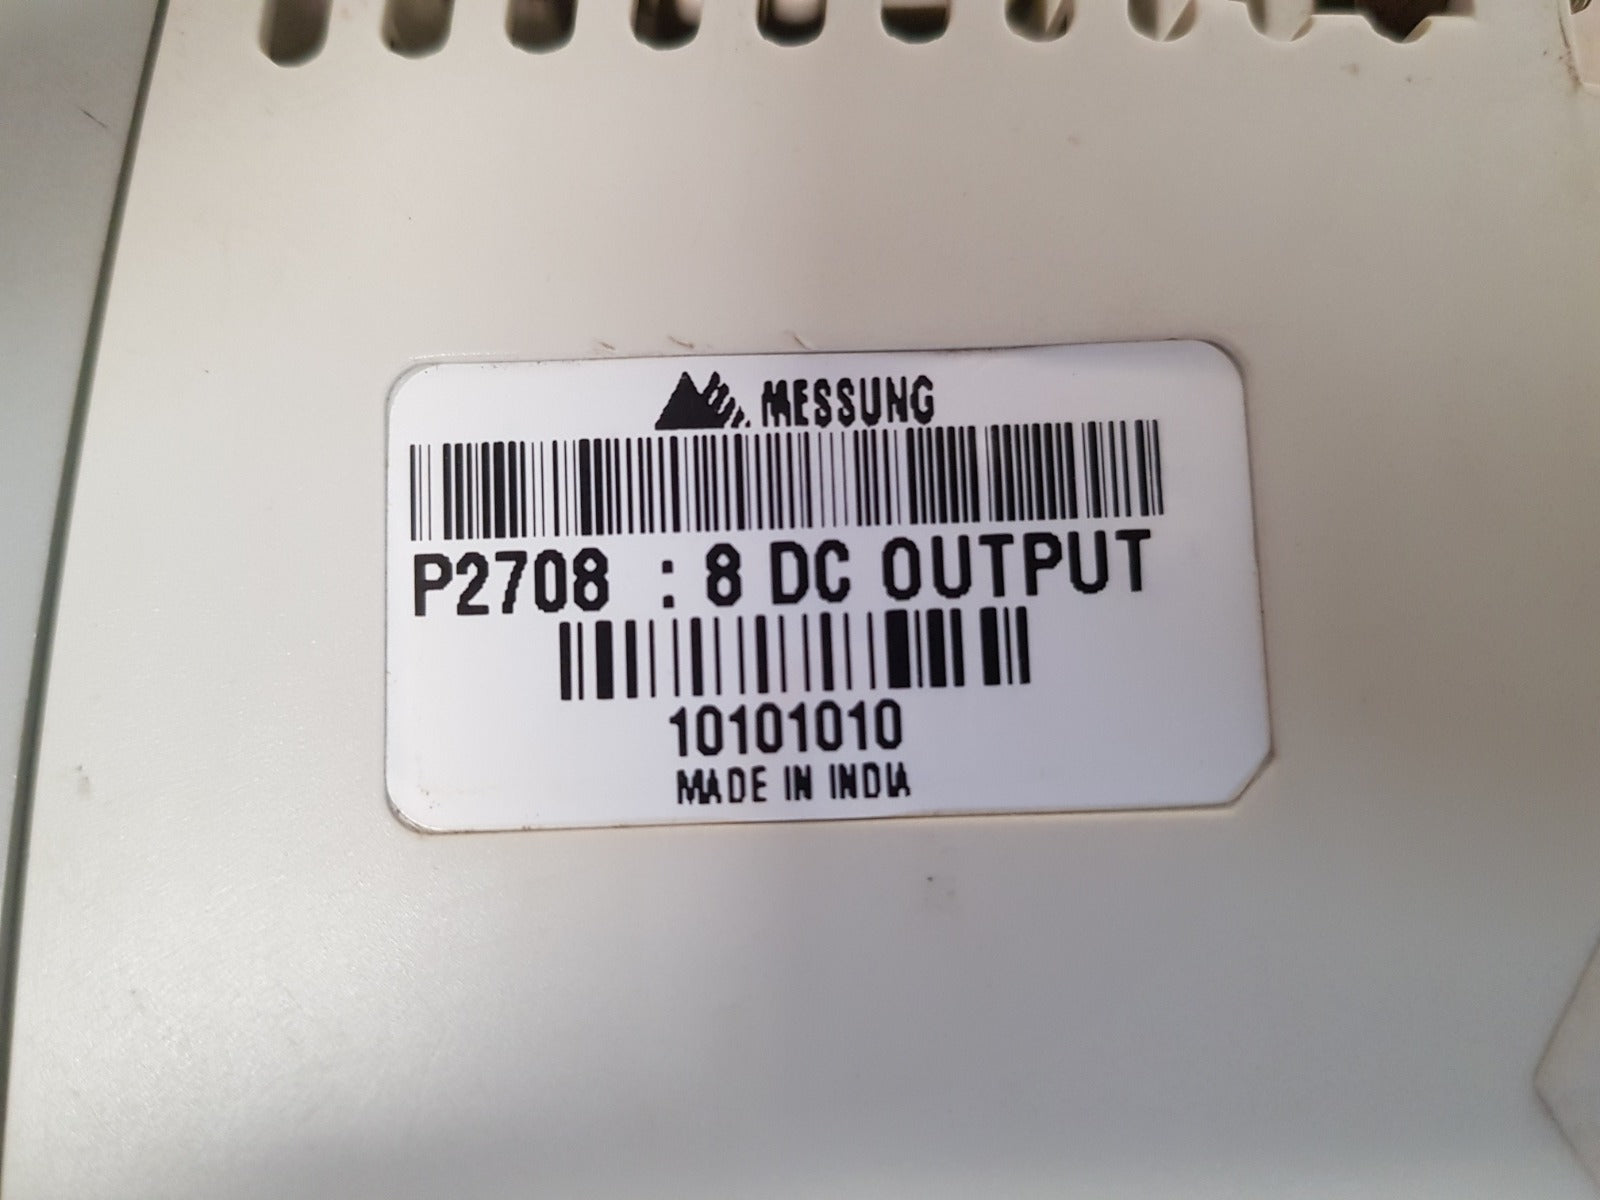 MESSUNG
P2708 : 8 DC OUTPUT
10101010
MADE IN INDIA